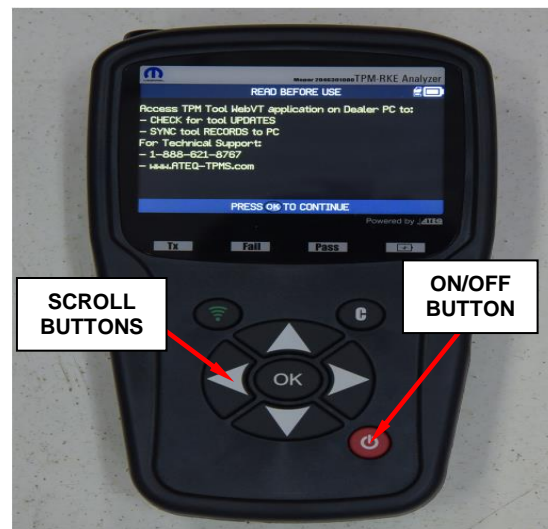 TPM-RKE Analyzer
READ BEFORE USE
Access TPM Tool WebVT application on Dealer PC to:
- CHECK for tool UPDATES
- SYNC tool RECORDS to PC
For Technical Support:
- 1-888-621-8767
- www.ATEQ-TPMS.com
PRESS OK TO CONTINUE
Powered by ATEQ
Tx Fail Pass
SCROLL
BUTTONS
ON/OFF
BUTTON
C
OK